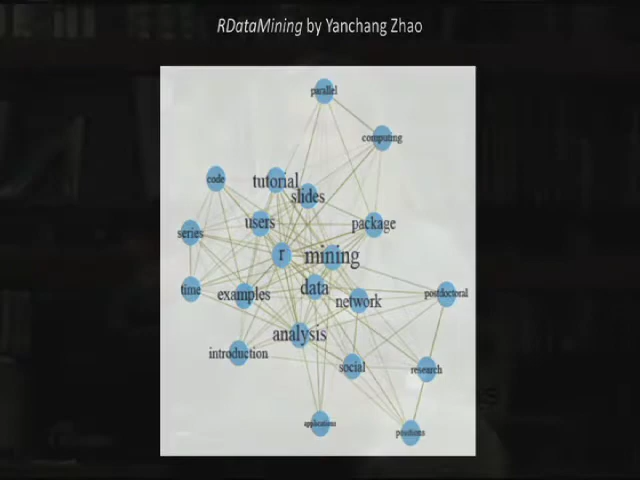 RDataMining by Yanchang Zhao
parallel
computing
code
tutorial
slides
users
package
series
r
mining
time
examples
data
network
postdoctoral
analysis
introduction
social
research
applications
positions